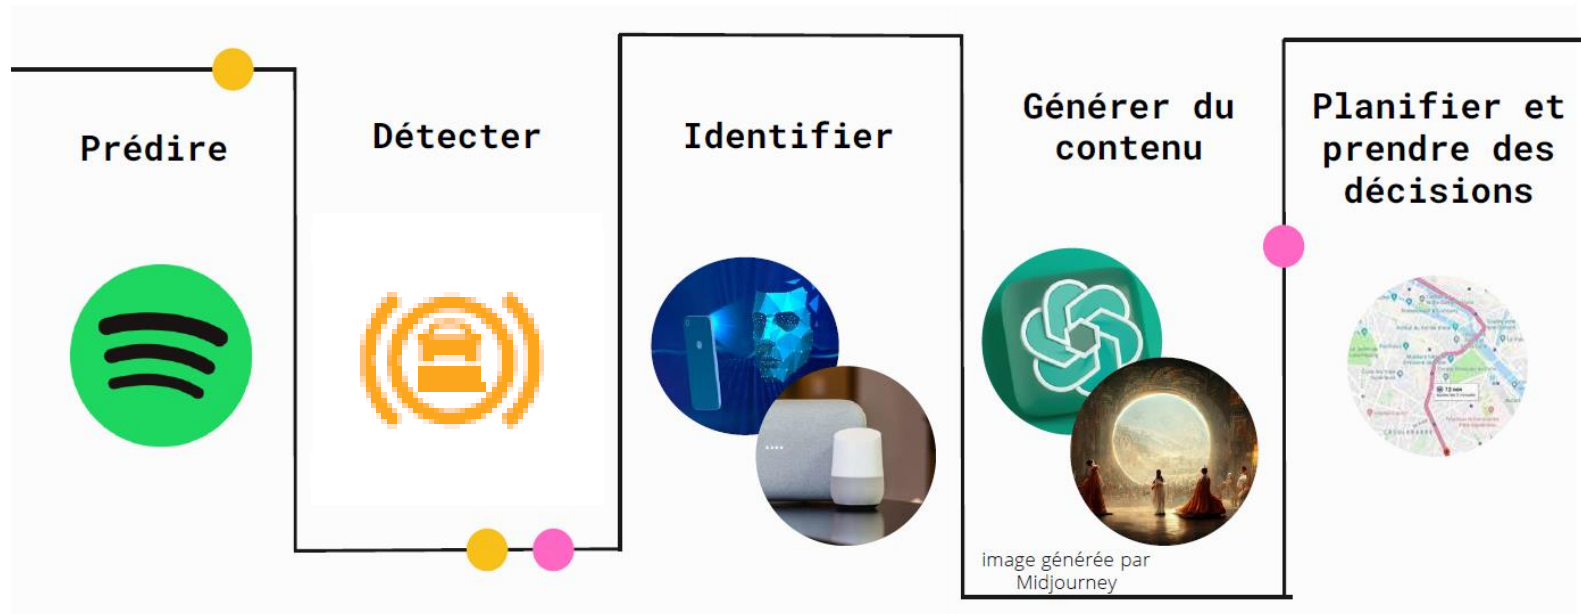 Prédire
Détecter
Identifier
Générer du
contenu
Planifier et
prendre des
décisions
image générée par
Midjourney